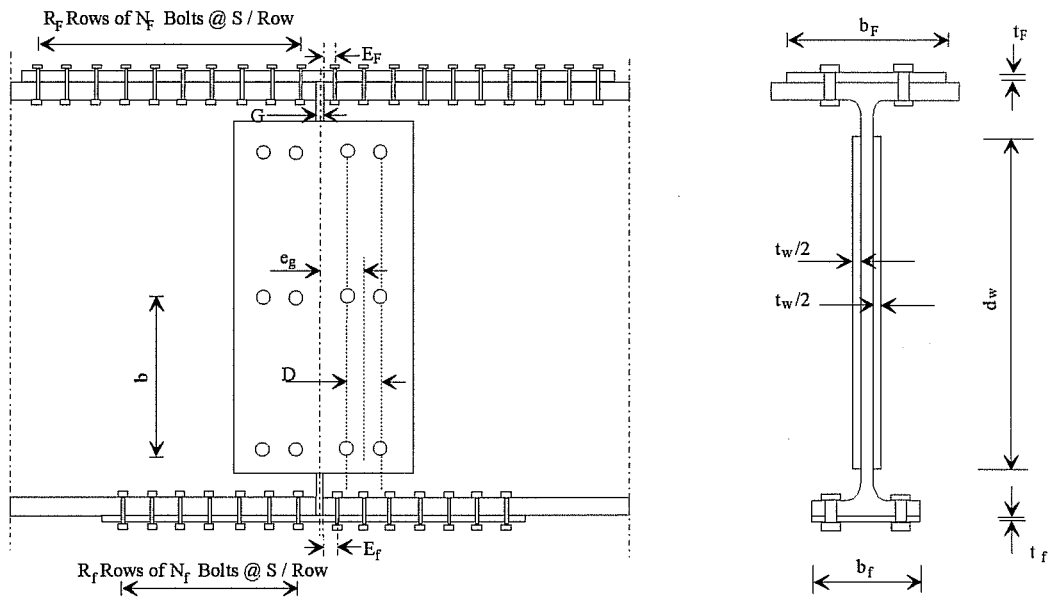 R_F Rows of N_F Bolts @ S / Row
E_F
G
e_g
b
D
E_f
R_f Rows of N_f Bolts @ S / Row
b_F
t_F
t_w/2
t_w/2
d_w
t_f
b_f